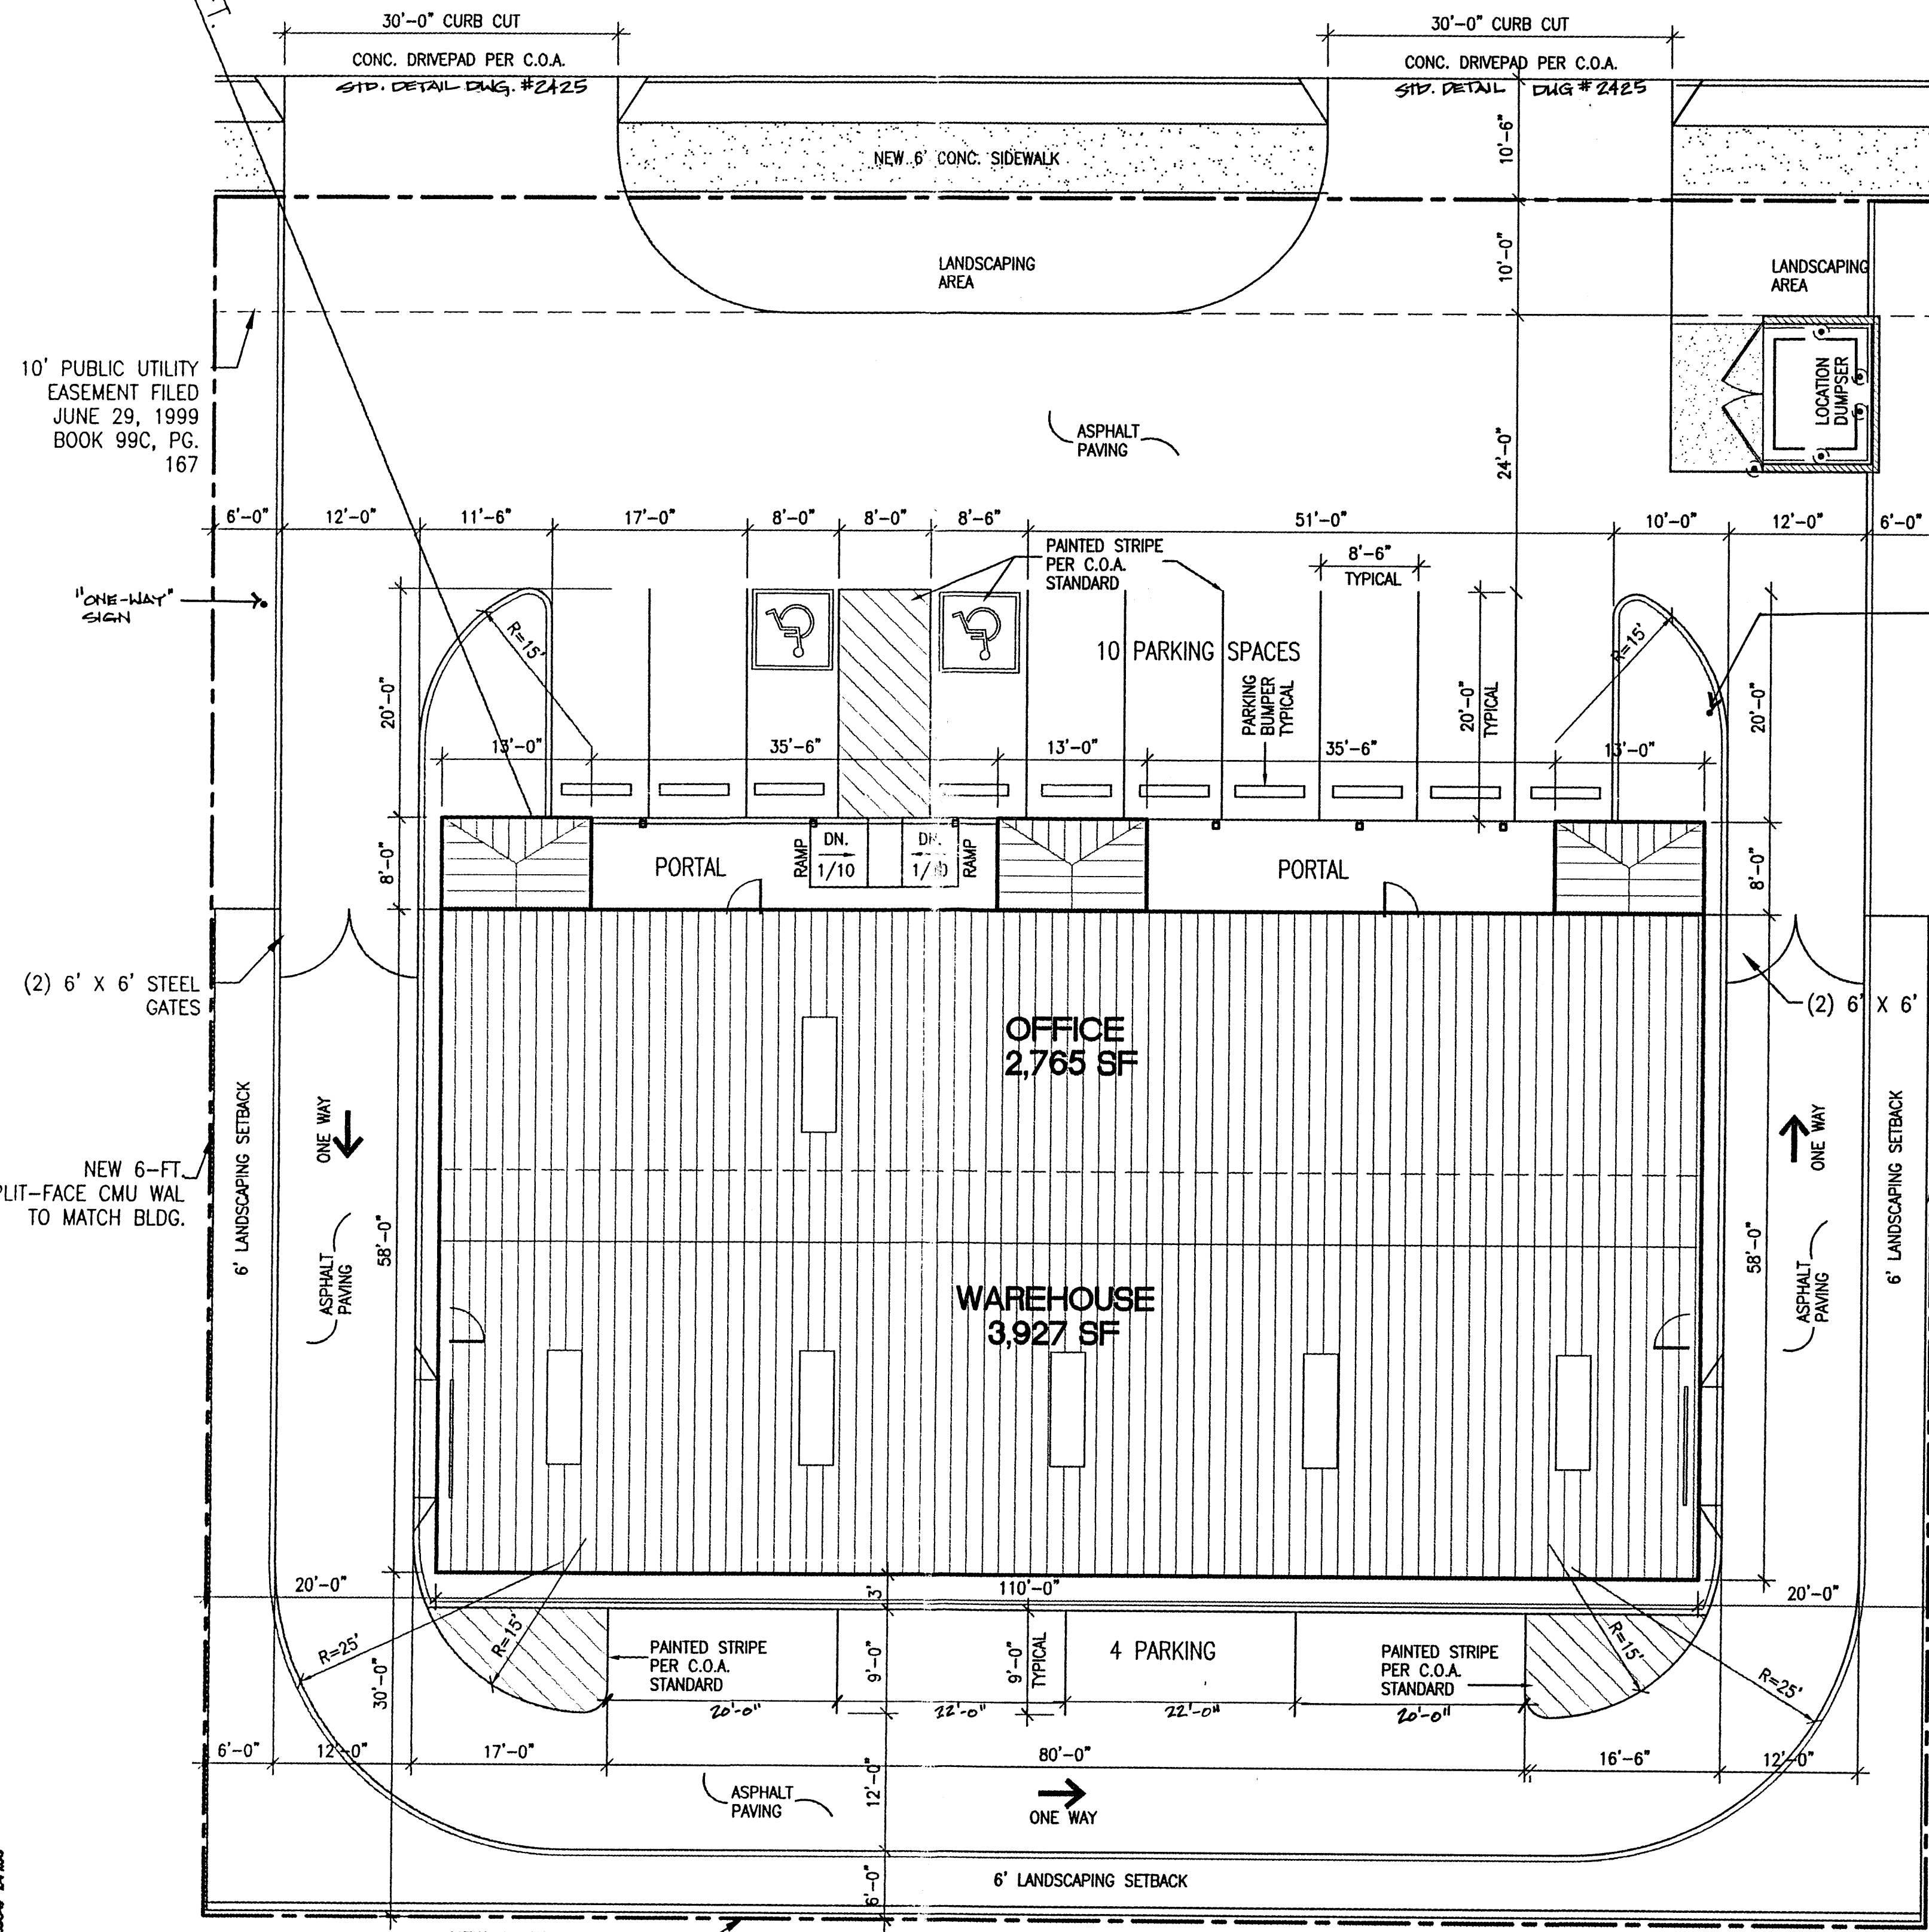 T.
30'-0" CURB CUT
30'-0" CURB CUT
CONC. DRIVEPAD PER C.O.A.
STD. DETAIL DWG. #2425
CONC. DRIVEPAD PER C.O.A.
STD. DETAIL DWG # 2425
10'-6"
NEW 6' CONC. SIDEWALK
LANDSCAPING
AREA
10'-0"
LANDSCAPING
AREA
10' PUBLIC UTILITY
EASEMENT FILED
JUNE 29, 1999
BOOK 99C, PG.
167
ASPHALT
PAVING
24'-0"
LOCATION
DUMPSER
6'-0"
12'-0"
11'-6"
17'-0"
8'-0"
8'-0"
8'-6"
51'-0"
10'-0"
12'-0"
6'-0"
PAINTED STRIPE
PER C.O.A.
STANDARD
8'-6"
TYPICAL
"ONE-WAY"
SIGN
R=15'
10 PARKING SPACES
R=15'
20'-0"
PARKING
BUMPER
TYPICAL
20'-0"
TYPICAL
20'-0"
13'-0"
35'-6"
13'-0"
35'-6"
13'-0"
8'-0"
PORTAL
RAMP
DN.
1/10
DN.
1/10
RAMP
PORTAL
8'-0"
(2) 6' X 6' STEEL
GATES
(2) 6' X 6'
OFFICE
2,765 SF
6' LANDSCAPING SETBACK
ONE WAY
ONE WAY
6' LANDSCAPING SETBACK
NEW 6-FT.
PLIT-FACE CMU WAL
TO MATCH BLDG.
58'-0"
ASPHALT
PAVING
58'-0"
ASPHALT
PAVING
WAREHOUSE
3,927 SF
20'-0"
3'
110'-0"
20'-0"
R=25'
R=15'
PAINTED STRIPE
PER C.O.A.
STANDARD
9'-0"
9'-0"
TYPICAL
4 PARKING
PAINTED STRIPE
PER C.O.A.
STANDARD
R=15'
R=25'
30'-0"
20'-0"
22'-0"
22'-0"
20'-0"
6'-0"
12'-0"
17'-0"
80'-0"
16'-6"
12'-0"
ASPHALT
PAVING
12'-0"
ONE WAY
6'-0"
6' LANDSCAPING SETBACK